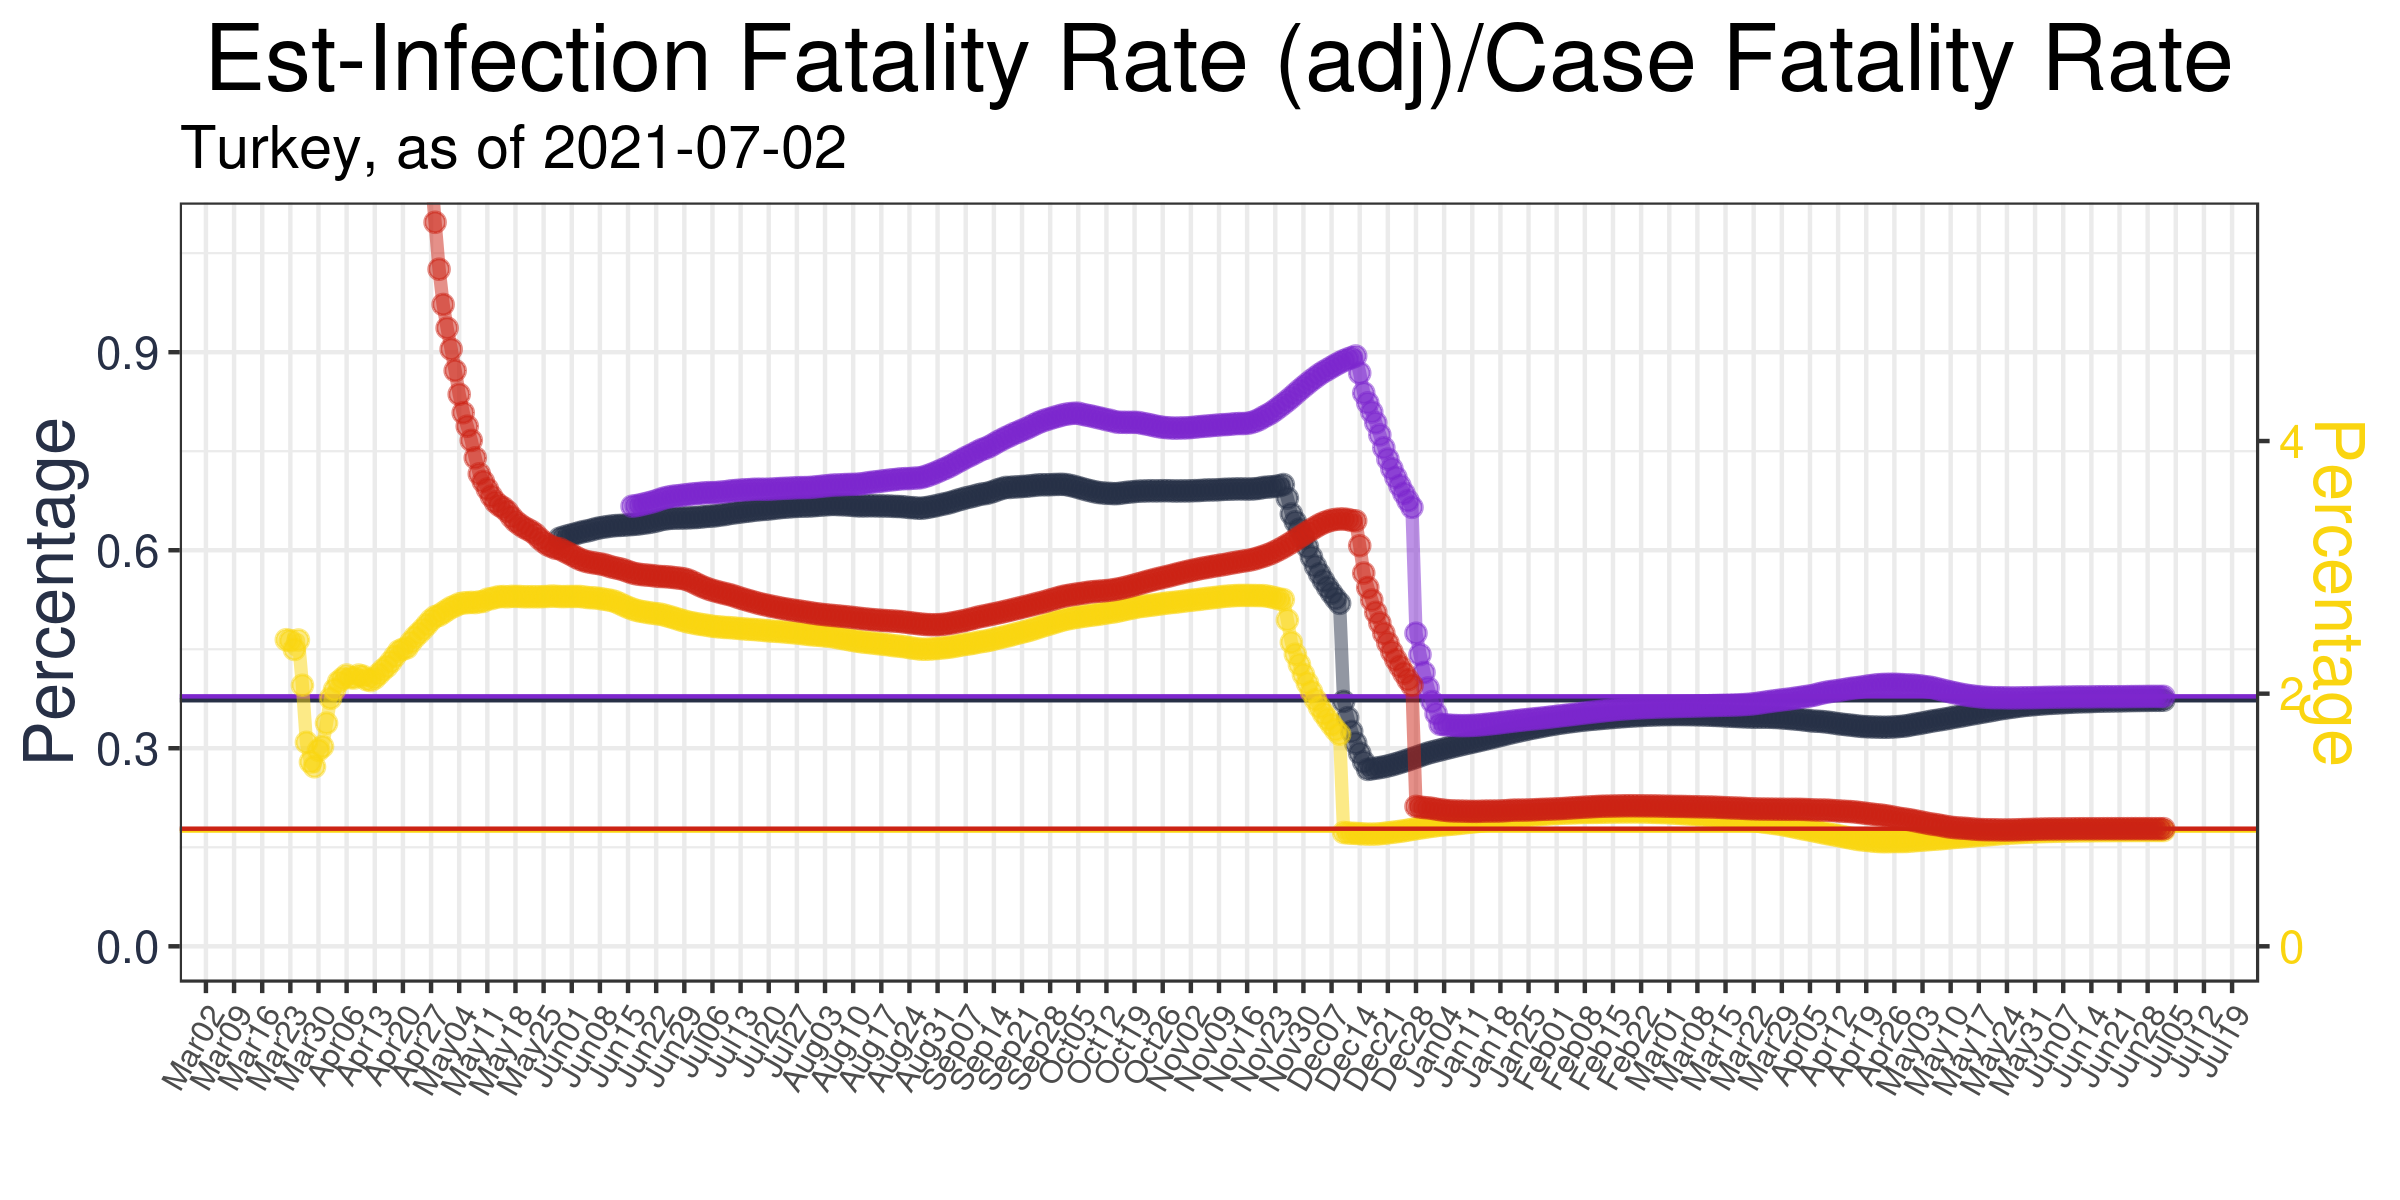 Est-Infection Fatality Rate (adj)/Case Fatality Rate
Turkey, as of 2021-07-02
Percentage
0.9
0.6
0.3
0.0
4
2
0
Percentage
Mar02
Mar09
Mar16
Mar23
Mar30
Apr06
Apr13
Apr20
Apr27
May04
May11
May18
May25
Jun01
Jun08
Jun15
Jun22
Jun29
Jul06
Jul13
Jul20
Jul27
Aug03
Aug10
Aug17
Aug24
Aug31
Sep07
Sep14
Sep21
Sep28
Oct05
Oct12
Oct19
Oct26
Nov02
Nov09
Nov16
Nov23
Nov30
Dec07
Dec14
Dec21
Dec28
Jan04
Jan11
Jan18
Jan25
Feb01
Feb08
Feb15
Feb22
Mar01
Mar08
Mar15
Mar22
Mar29
Apr05
Apr12
Apr19
Apr26
May03
May10
May17
May24
May31
Jun07
Jun14
Jun21
Jun28
Jul05
Jul12
Jul19